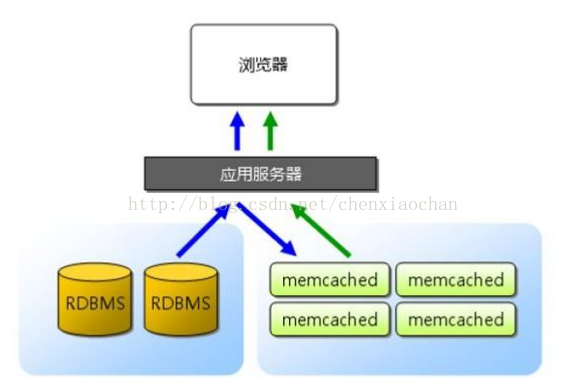 浏览器
应用服务器
http://blog.csdn.net/chenxiaochan
RDBMS RDBMS
memcached memcached
memcached memcached